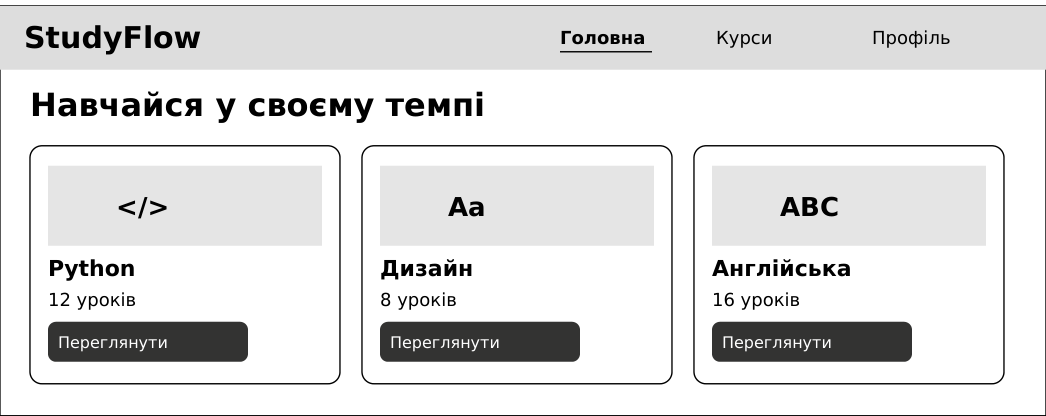 StudyFlow
Головна Курси Профіль
Навчайся у своєму темпі
</> Aa ABC
Python Дизайн Англійська
12 уроків 8 уроків 16 уроків
Переглянути Переглянути Переглянути